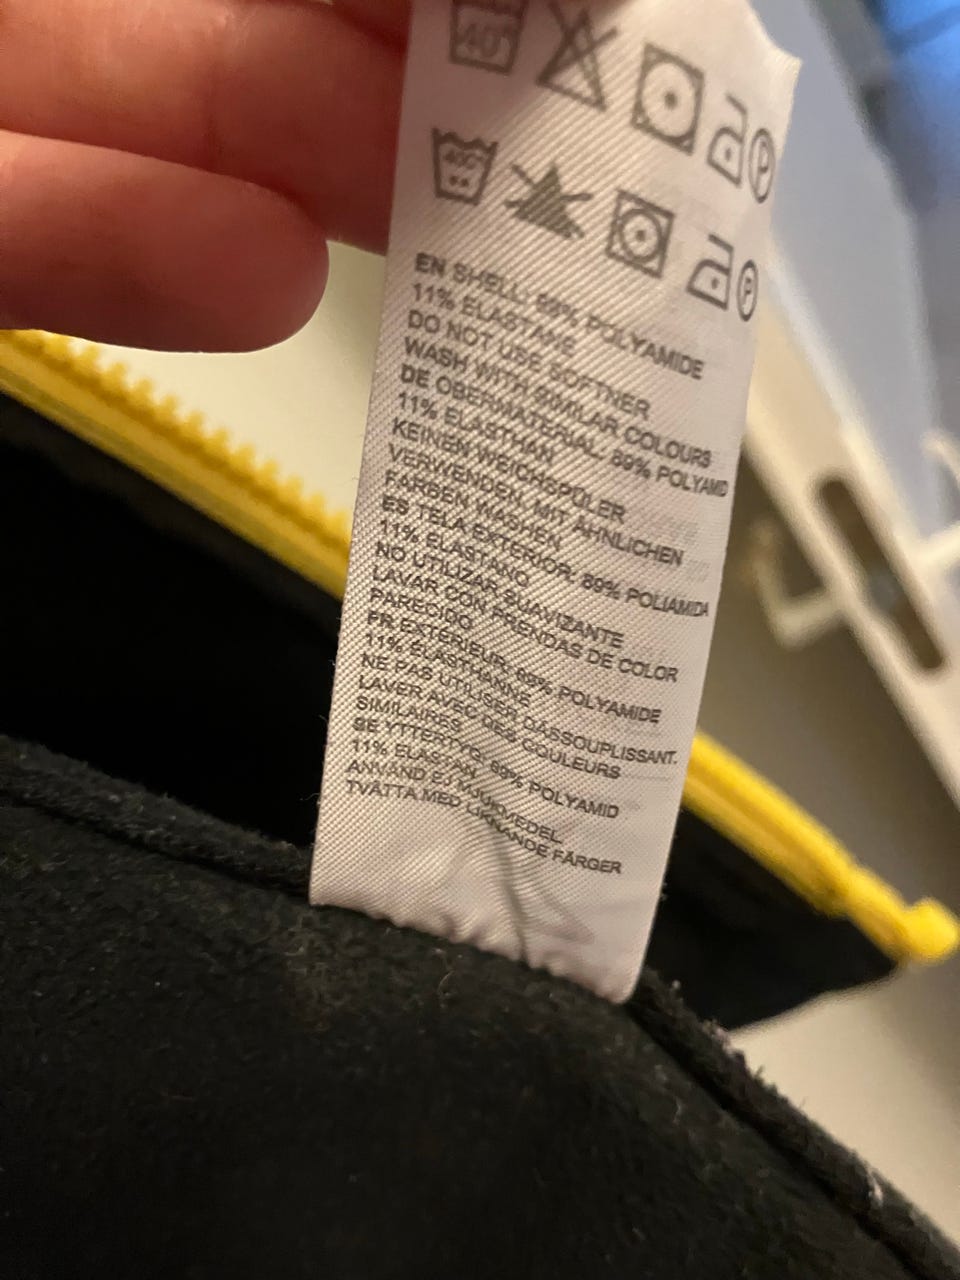 40°
P
40°C
P
EN SHELL: 89% POLYAMIDE
11% ELASTANE
DO NOT USE SOFTNER
WASH WITH SIMILAR COLOURS
DE OBERMATERIAL: 89% POLYAMID
11% ELASTHAN
KEINEN WEICHSPÜLER
VERWENDEN, MIT ÄHNLICHEN
FARBEN WASHEN
ES TELA EXTERIOR: 89% POLIAMIDA
11% ELASTANO
NO UTILIZAR SUAVIZANTE
LAVAR CON PRENDAS DE COLOR
PARECIDO
FR EXTERIEUR: 89% POLYAMIDE
11% ELASTHANNE
NE PAS UTILISER DASSOUPLISSANT.
LAVER AVEC DES COULEURS
SIMILAIRES
SE YTTERTYG: 89% POLYAMID
11% ELASTAN
ANVÄND EJ MJUKMEDEL.
TVÄTTA MED LIKNANDE FÄRGER